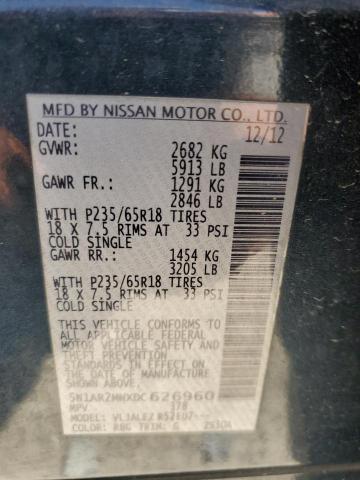 MFD BY NISSAN MOTOR CO., LTD.
DATE: 12/12
GVWR: 2682 KG
5913 LB
GAWR FR.: 1291 KG
2846 LB
WITH P235/65R18 TIRES
18 X 7.5 RIMS AT 33 PSI
COLD SINGLE
GAWR RR.: 1454 KG
3205 LB
WITH P235/65R18 TIRES
18 X 7.5 RIMS AT 33 PSI
COLD SINGLE
THIS VEHICLE CONFORMS TO
ALL APPLICABLE FEDERAL
MOTOR VEHICLE SAFETY
THEFT PREVENTION
STANDARDS IN EFFECT ON THE
DATE OF MANUFACTURE
SHOWN ABOVE.
626960
MPV 178
COLOR: RBG TRIM: G